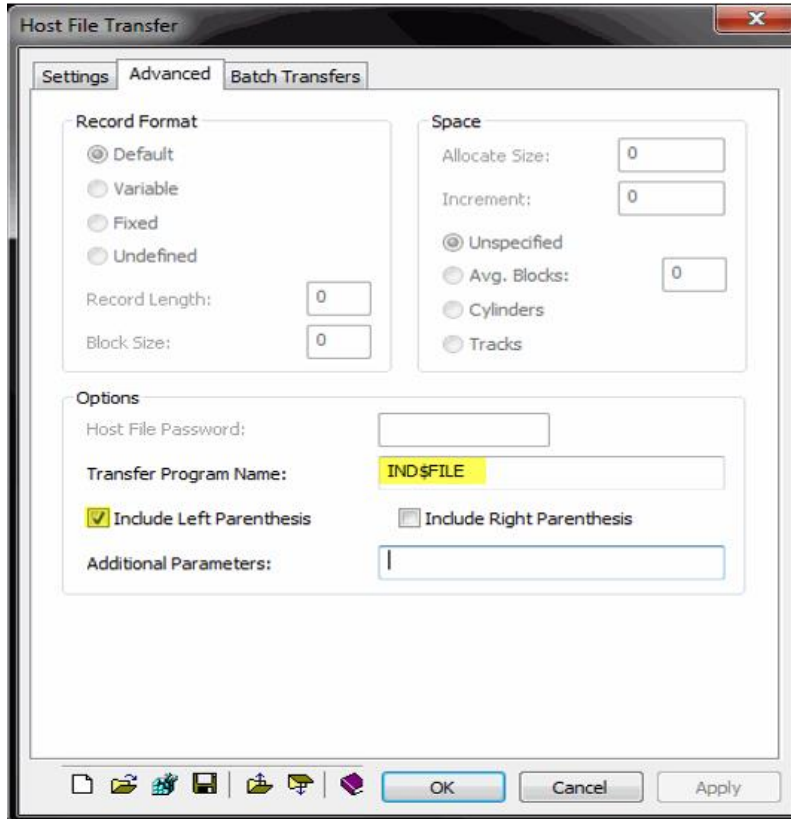 Host File Transfer
Settings Advanced Batch Transfers
Record Format
Default
Variable
Fixed
Undefined
Record Length: 0
Block Size: 0
Space
Allocate Size: 0
Increment: 0
Unspecified
Avg. Blocks: 0
Cylinders
Tracks
Options
Host File Password:
Transfer Program Name: IND$FILE
Include Left Parenthesis Include Right Parenthesis
Additional Parameters:
OK Cancel Apply